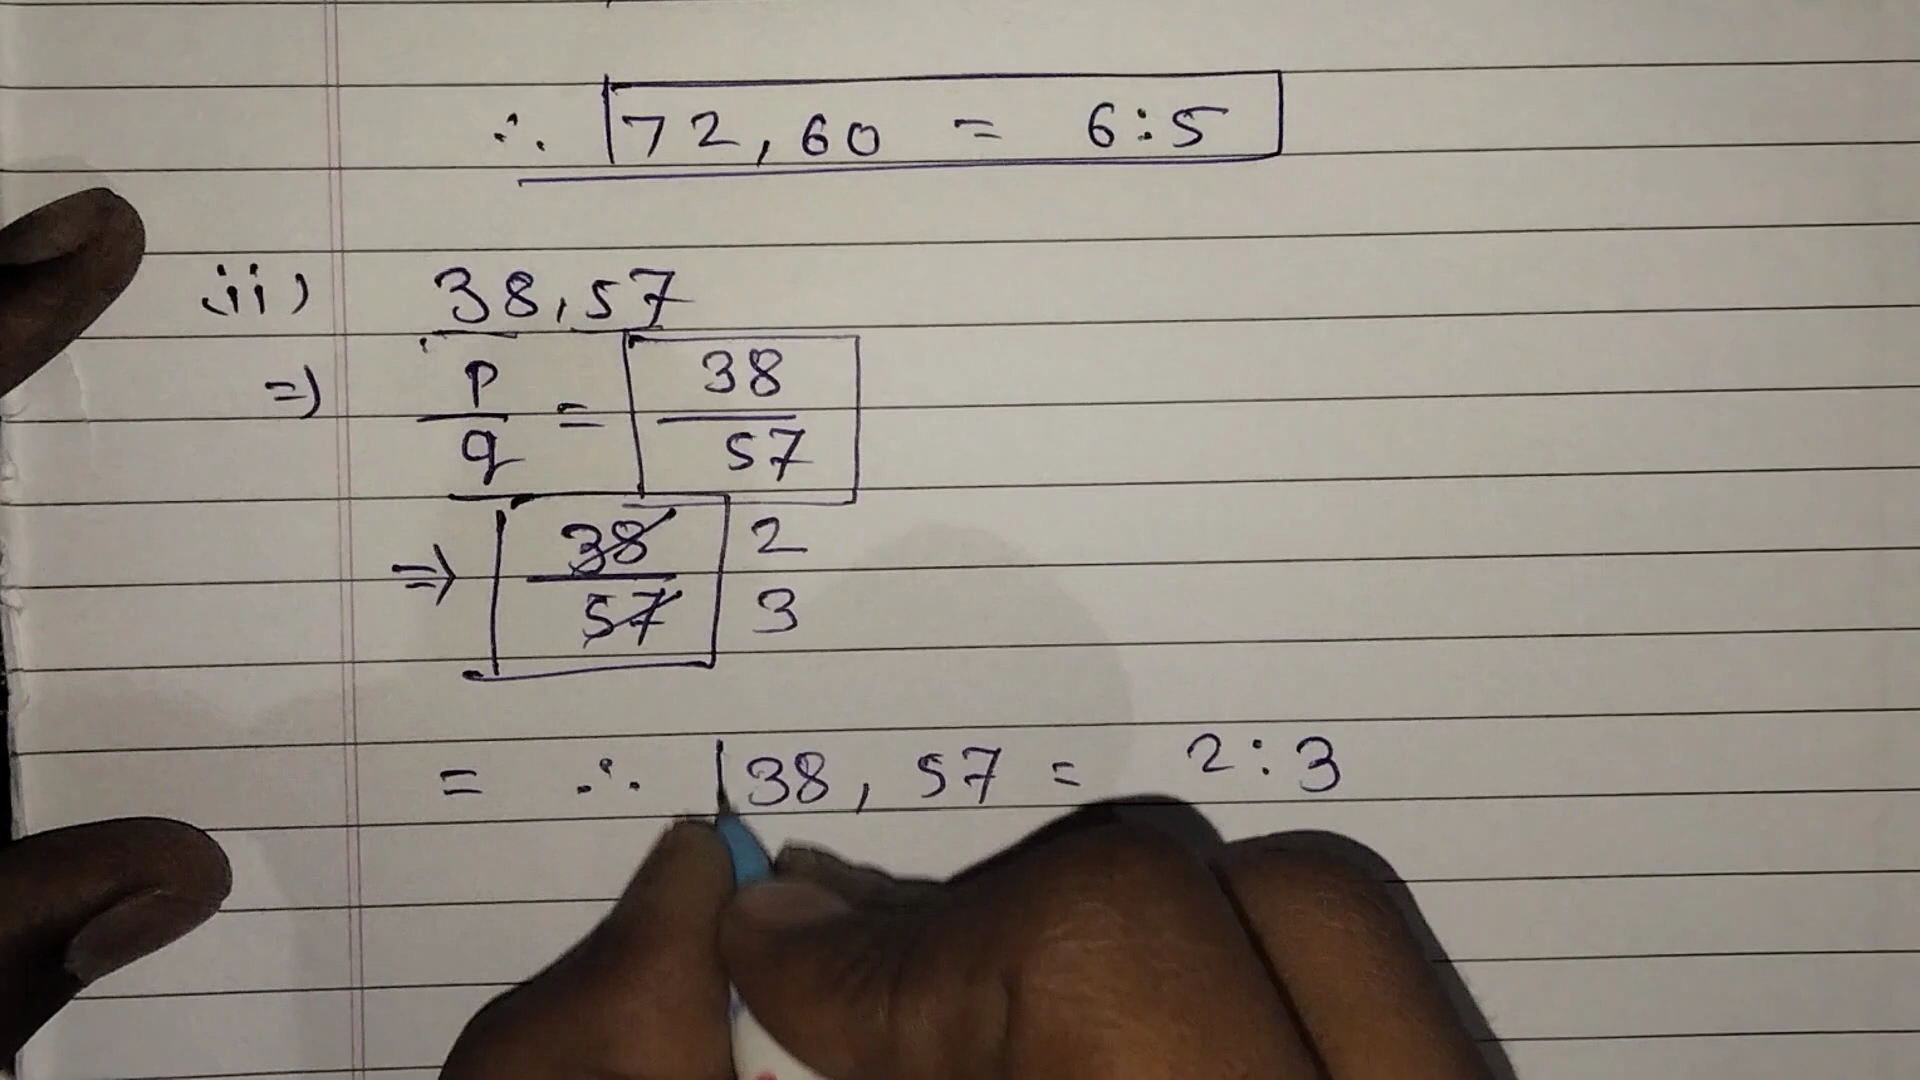 ∴ 72, 60 = 6:5
ii) 38, 57
=) p/q = 38/57
=> 38/57 2/3
= ∴ 38, 57 = 2:3